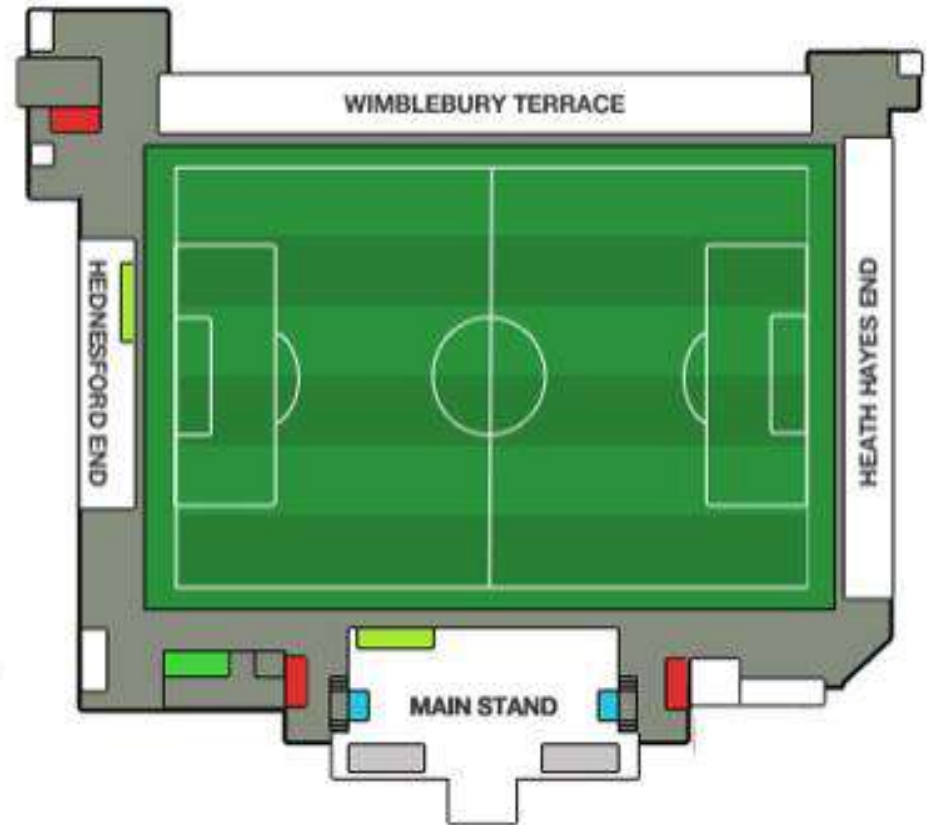 WIMBLEBURY TERRACE
HEDNESFORD END
HEATH HAYES END
MAIN STAND